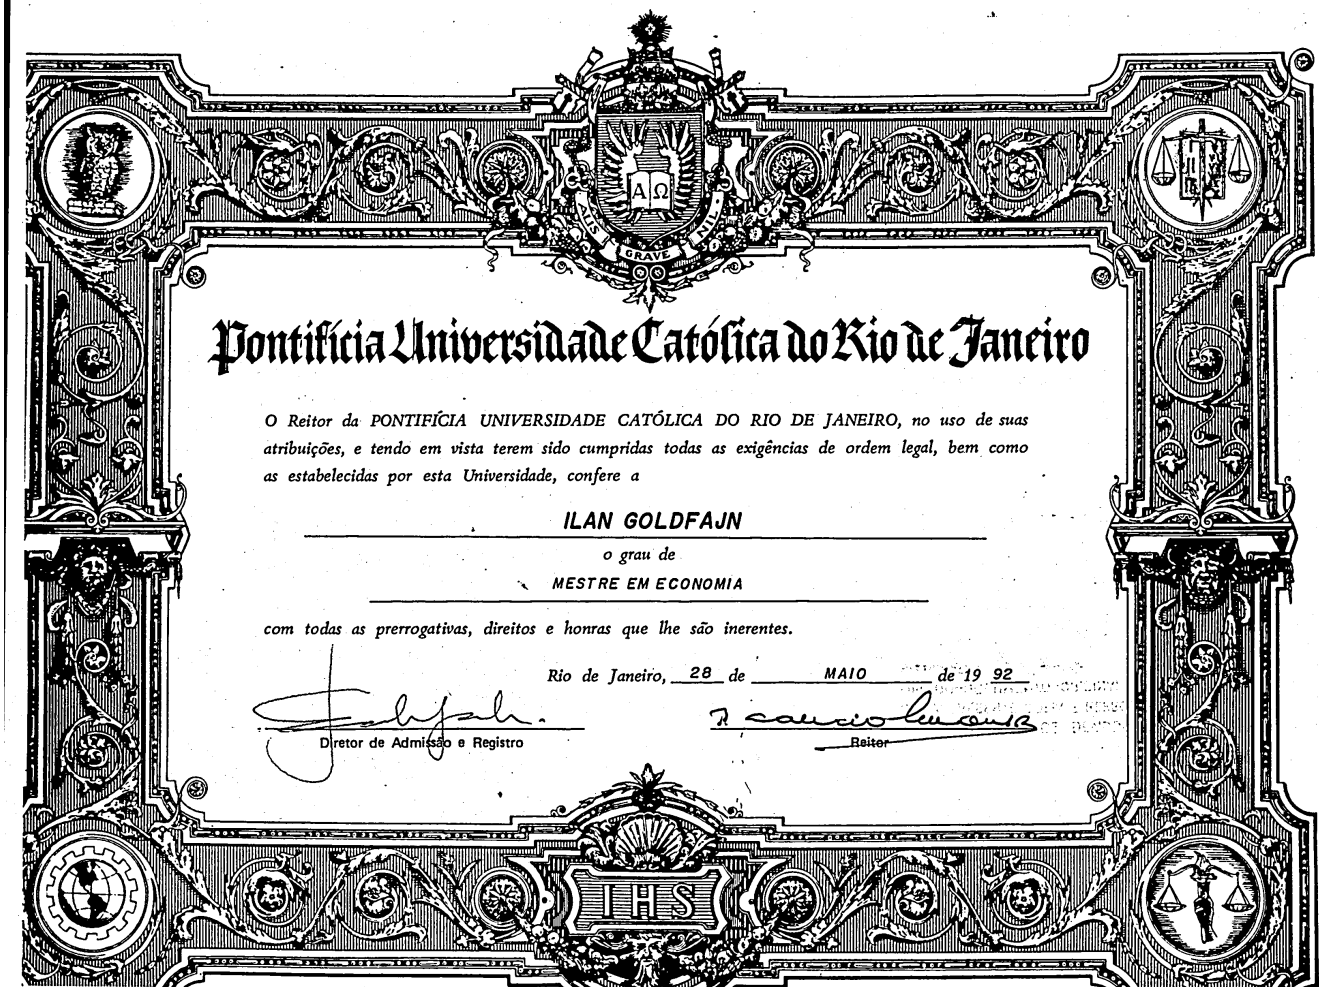 ALIS
GRAVE
NIL
Α Ω
Pontifícia Universidade Católica do Rio de Janeiro
O Reitor da PONTIFÍCIA UNIVERSIDADE CATÓLICA DO RIO DE JANEIRO, no uso de suas
atribuições, e tendo em vista terem sido cumpridas todas as exigências de ordem legal, bem como
as estabelecidas por esta Universidade, confere a
ILAN GOLDFAJN
o grau de
MESTRE EM ECONOMIA
com todas as prerrogativas, direitos e honras que lhe são inerentes.
Rio de Janeiro, 28 de MAIO de 19 92
Diretor de Admissão e Registro
Reitor
IHS